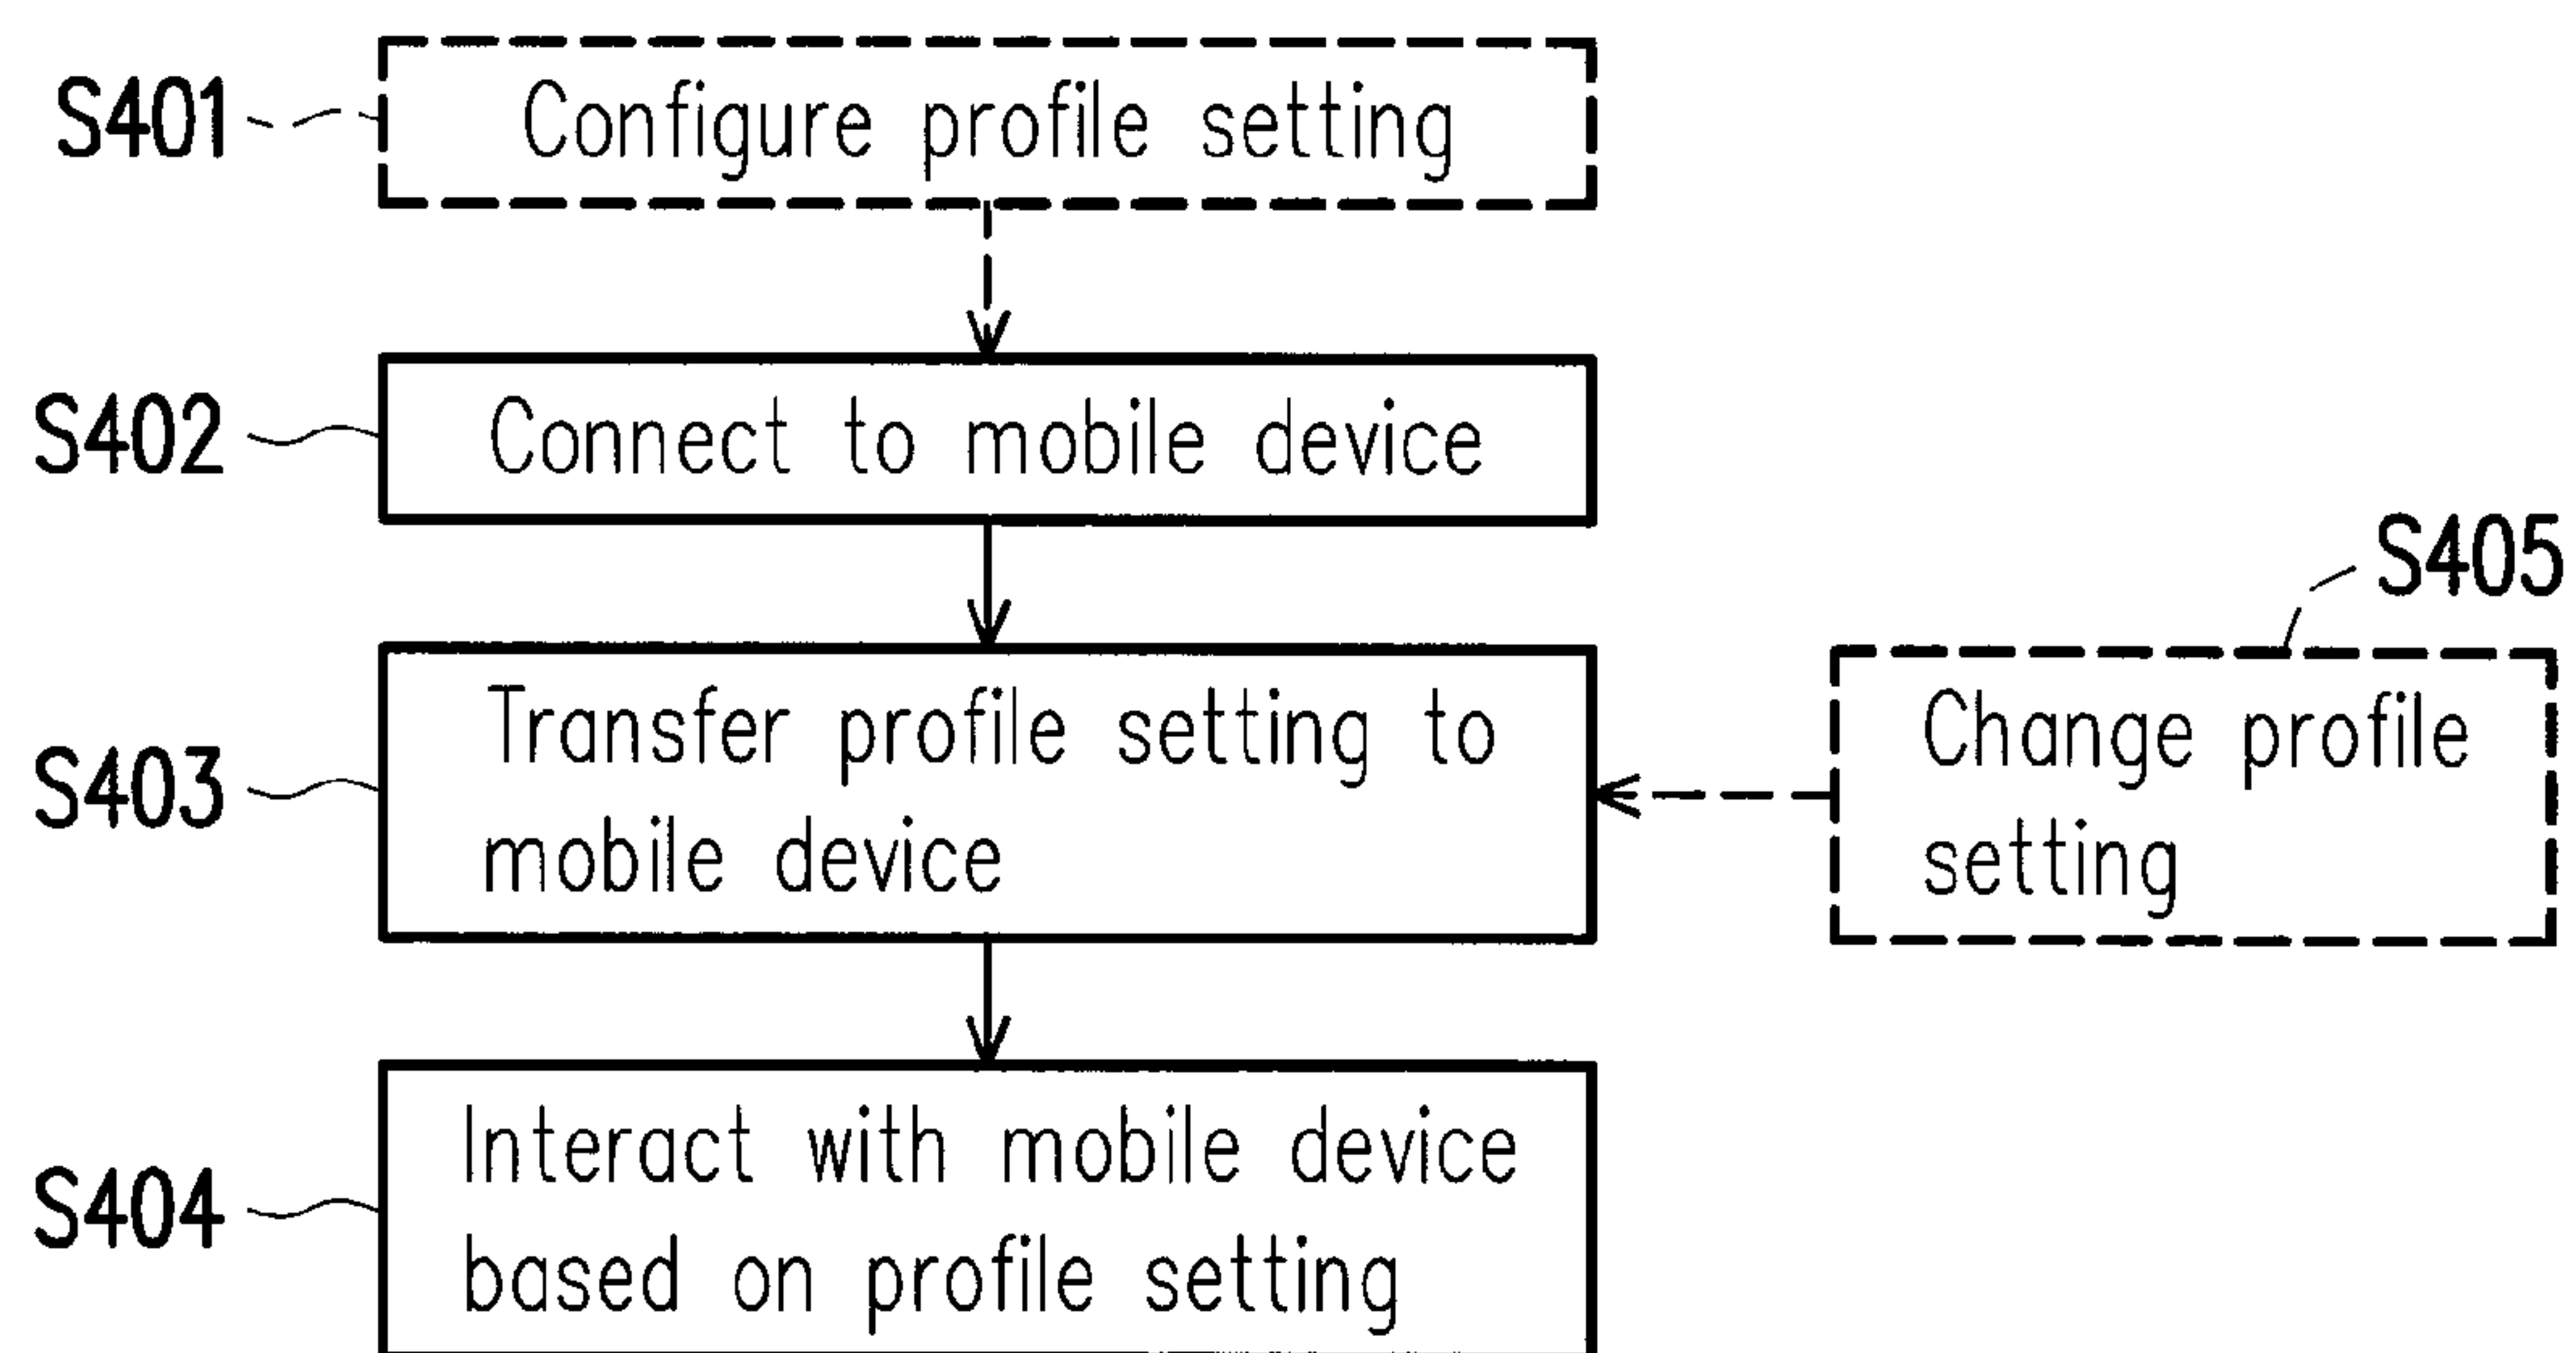 S401
Configure profile setting
S402
Connect to mobile device
S403
Transfer profile setting to
mobile device
S405
Change profile
setting
S404
Interact with mobile device
based on profile setting